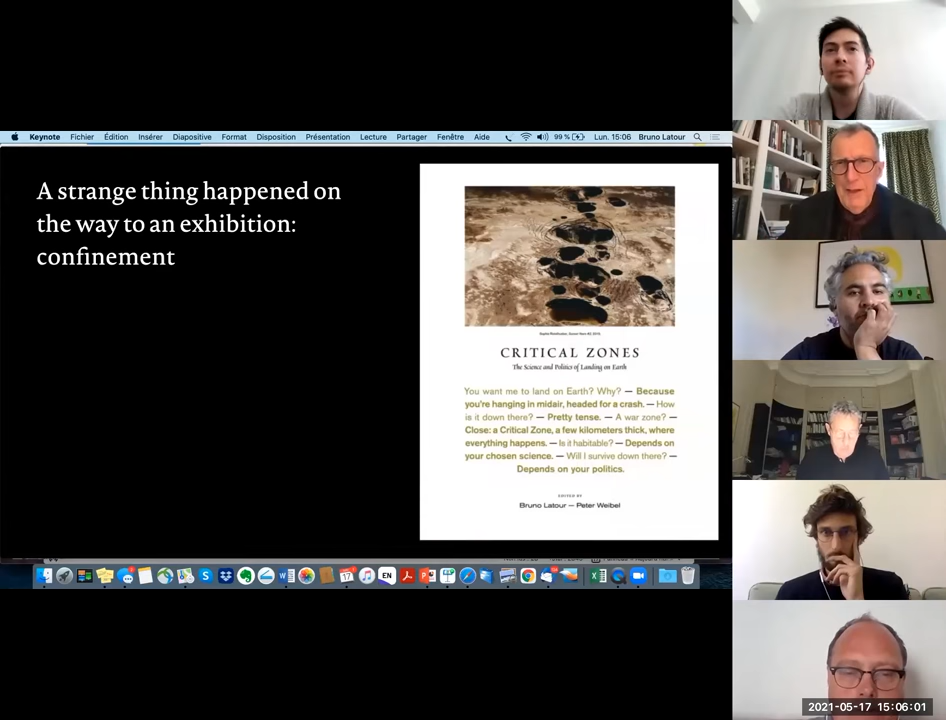 Keynote Fichier Édition Insérer Diapositive Format Disposition Présentation Lecture Partager Fenêtre Aide 99 % Lun. 15:06 Bruno Latour
A strange thing happened on
the way to an exhibition:
confinement
CRITICAL ZONES
The Science and Politics of Landing on Earth
You want me to land on Earth? Why? — Because
you're hanging in midair, headed for a crash. — How
is it down there? — Pretty tense. — A war zone? —
Close: a Critical Zone, a few kilometers thick, where
everything happens. — Is it habitable? — Depends on
your chosen science. — Will I survive down there? —
Depends on your politics.
EDITED BY
Bruno Latour — Peter Weibel
17
EN
2021-05-17 15:06:01